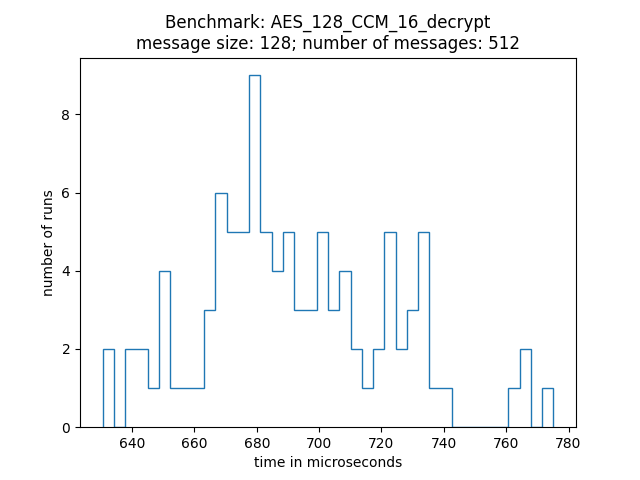 Benchmark: AES_128_CCM_16_decrypt
message size: 128; number of messages: 512
number of runs
8
6
4
2
0
640 660 680 700 720 740 760 780
time in microseconds